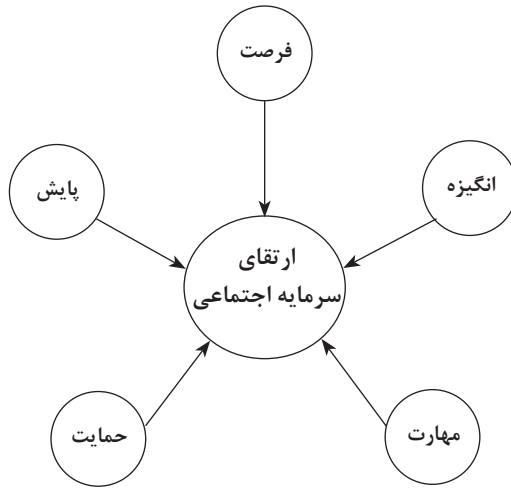 فرصت
انگیزه
پایش
ارتقای
سرمایه اجتماعی
مهارت
حمایت